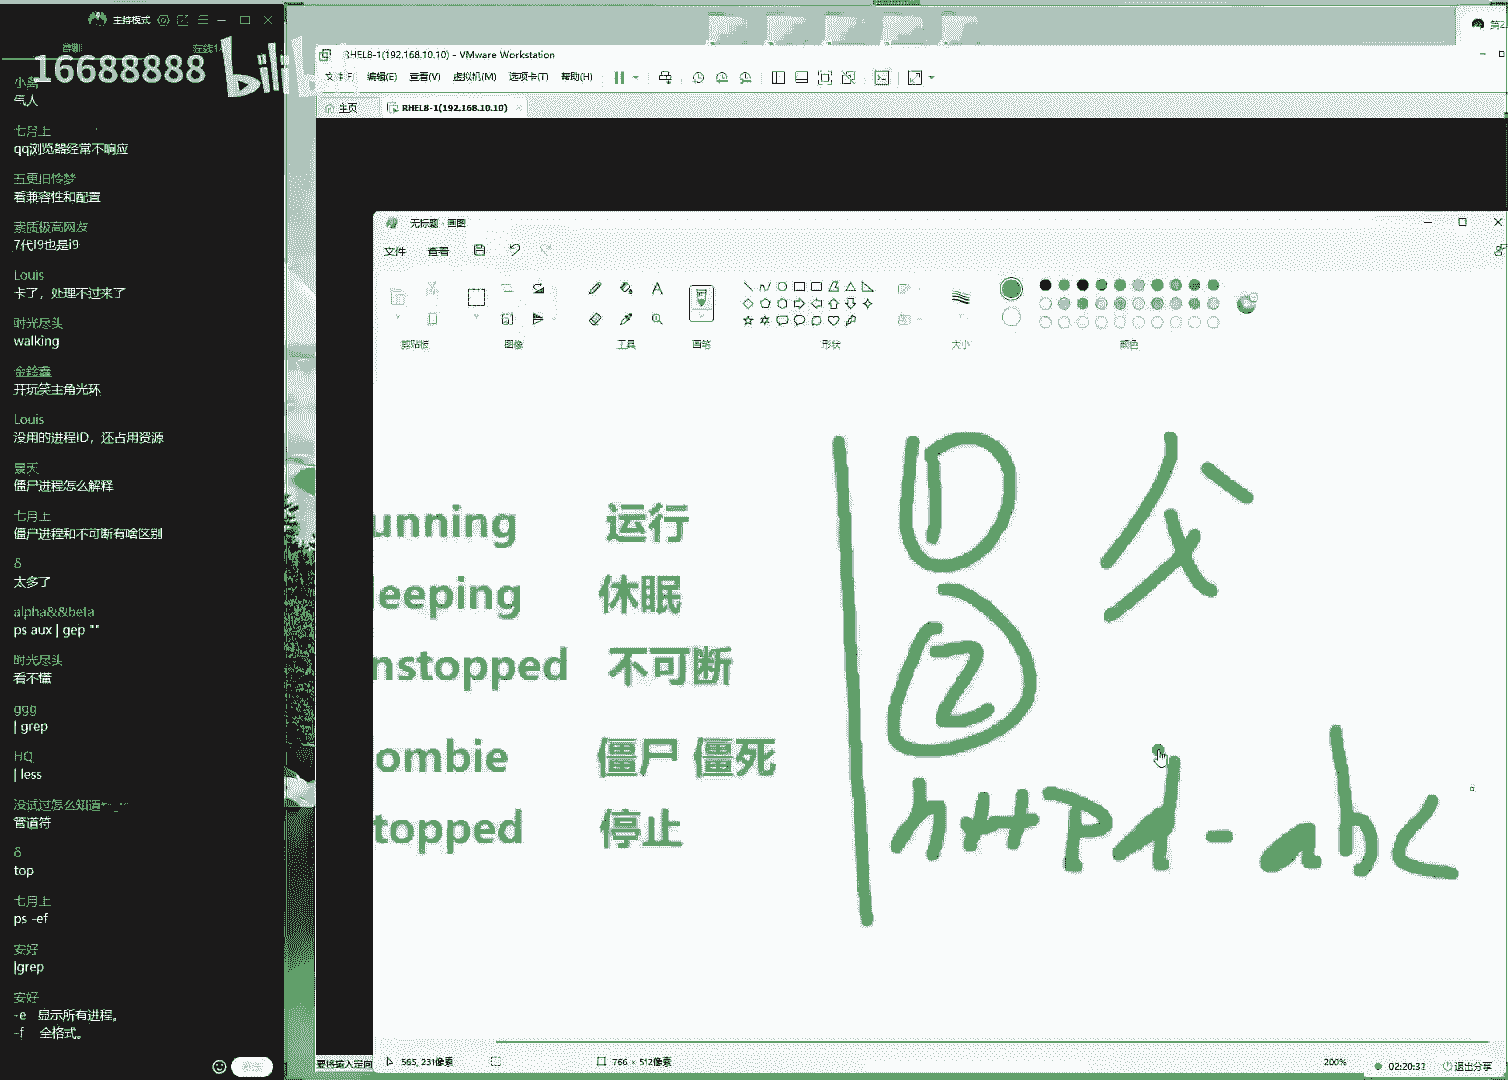 主持模式
16688888
bilibili
小离
气人
七月上
qq浏览器经常不响应
五更旧怜梦
看兼容性和配置
素质极高网友
7代I9也是i9
Louis
卡了，处理不过来了
时光尽头
walking
金鑫鑫
开玩笑主角光环
Louis
没用的进程ID，还占用资源
夏天
僵尸进程怎么解释
七月上
僵尸进程和不可断有啥区别
δ
太多了
alpha&&beta
ps aux | gep ""
时光尽头
看不懂
ggg
| grep
HQ
| less
没试过怎么知道
管道符
δ
top
七月上
ps -ef
安好
|grep
安好
-e 显示所有进程。
-f 全格式。
RHEL8-1(192.168.10.10) - VMware Workstation
文件(F) 编辑(E) 查看(V) 虚拟机(M) 选项卡(T) 帮助(H)
主页 RHEL8-1(192.168.10.10)
无标题 - 画图
文件 查看
剪贴板 图像 工具 画笔 形状 大小 颜色
unning 运行
leeping 休眠
nstopped 不可断
ombie 僵尸 僵死
topped 停止
① 父
②
httpd-abc
要将输入定向
565, 231像素 766 × 512像素 200%
02:20:31 退出分享